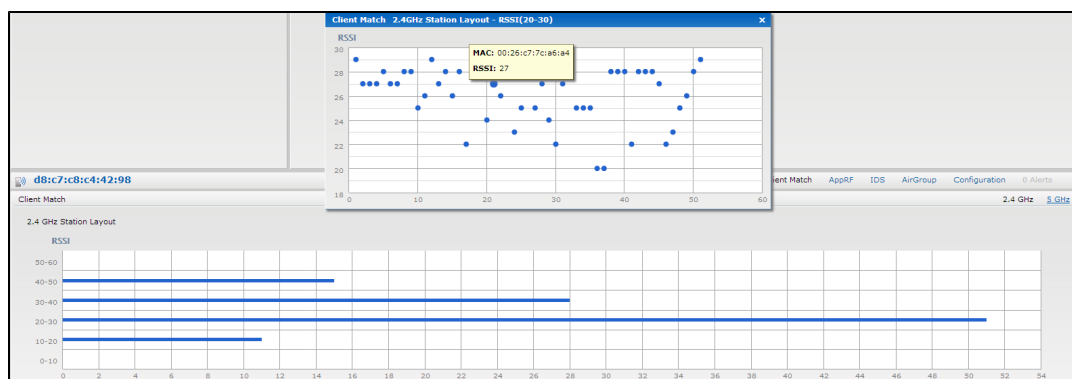 Client Match 2.4GHz Station Layout - RSSI(20-30) ×
RSSI
30
28
26
24
22
20
18
0 10 20 30 40 50 60
MAC: 00:26:c7:7c:a6:a4
RSSI: 27
d8:c7:c8:c4:42:98
ent Match AppRF IDS AirGroup Configuration 0 Alerts
Client Match
2.4 GHz 5 GHz
2.4 GHz Station Layout
RSSI
50-60
40-50
30-40
20-30
10-20
0-10
0 2 4 6 8 10 12 14 16 18 20 22 24 26 28 30 32 34 36 38 40 42 44 46 48 50 52 54